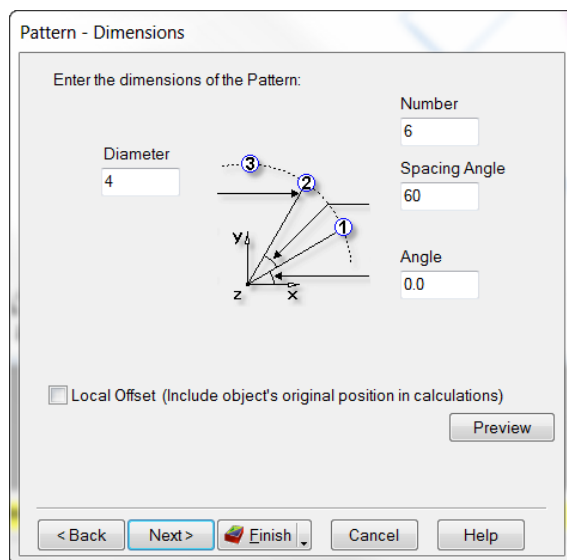 Pattern - Dimensions
Enter the dimensions of the Pattern:
Number
6
Diameter
4
Spacing Angle
60
3
2
1
y
z
x
Angle
0.0
Local Offset (Include object's original position in calculations)
Preview
< Back
Next >
Finish
Cancel
Help